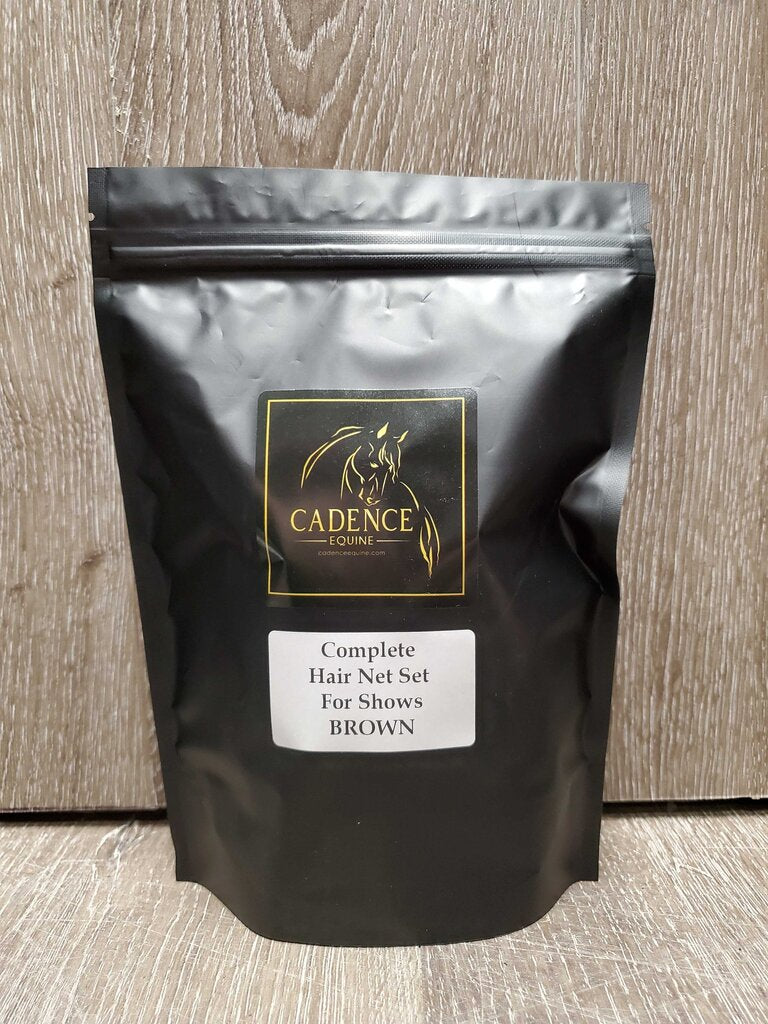 CADENCE
EQUINE
cadenceequine.com
Complete
Hair Net Set
For Shows
BROWN